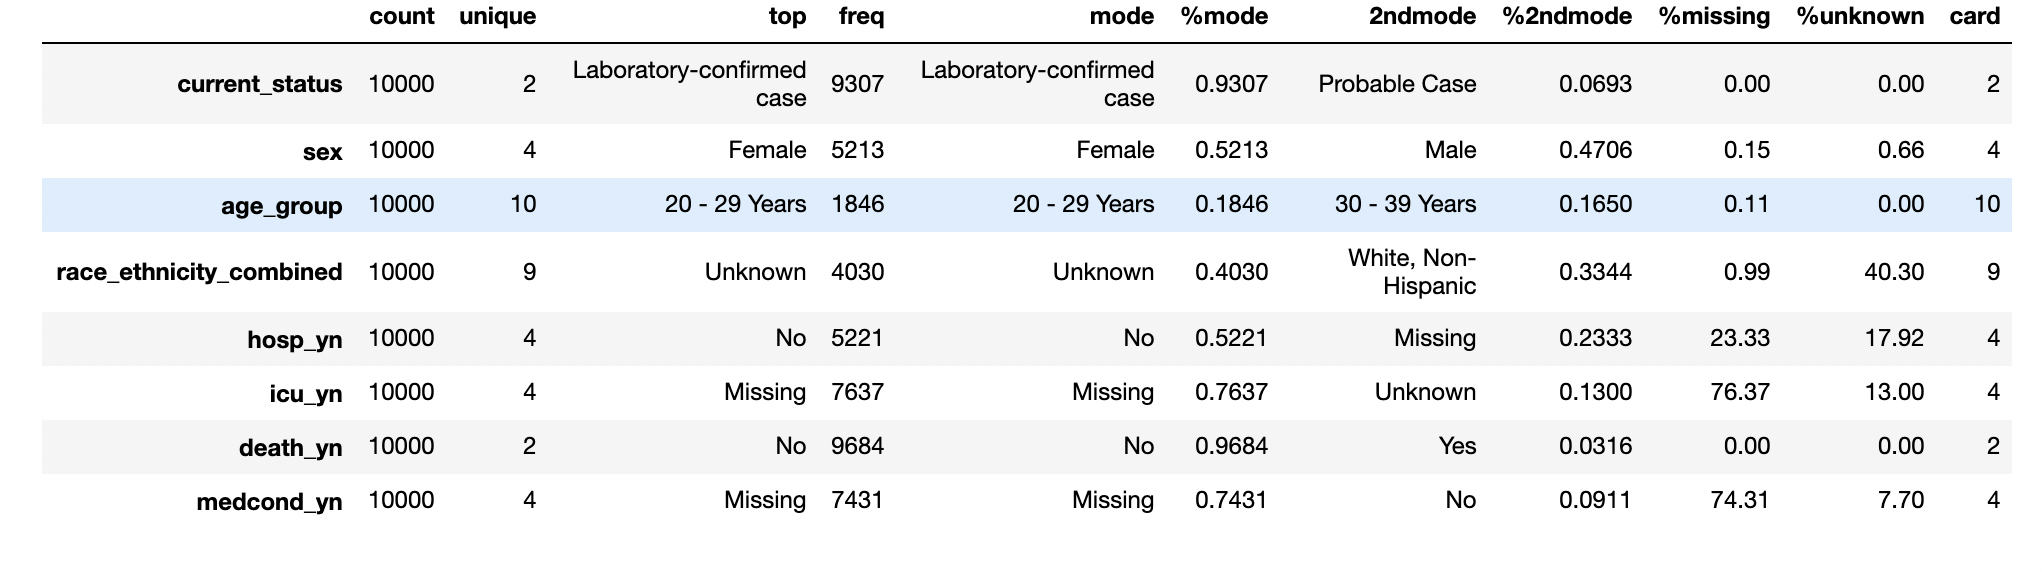 count unique top freq mode %mode 2ndmode %2ndmode %missing %unknown card
current_status 10000 2 Laboratory-confirmed case 9307 Laboratory-confirmed case 0.9307 Probable Case 0.0693 0.00 0.00 2
sex 10000 4 Female 5213 Female 0.5213 Male 0.4706 0.15 0.66 4
age_group 10000 10 20 - 29 Years 1846 20 - 29 Years 0.1846 30 - 39 Years 0.1650 0.11 0.00 10
race_ethnicity_combined 10000 9 Unknown 4030 Unknown 0.4030 White, Non-Hispanic 0.3344 0.99 40.30 9
hosp_yn 10000 4 No 5221 No 0.5221 Missing 0.2333 23.33 17.92 4
icu_yn 10000 4 Missing 7637 Missing 0.7637 Unknown 0.1300 76.37 13.00 4
death_yn 10000 2 No 9684 No 0.9684 Yes 0.0316 0.00 0.00 2
medcond_yn 10000 4 Missing 7431 Missing 0.7431 No 0.0911 74.31 7.70 4